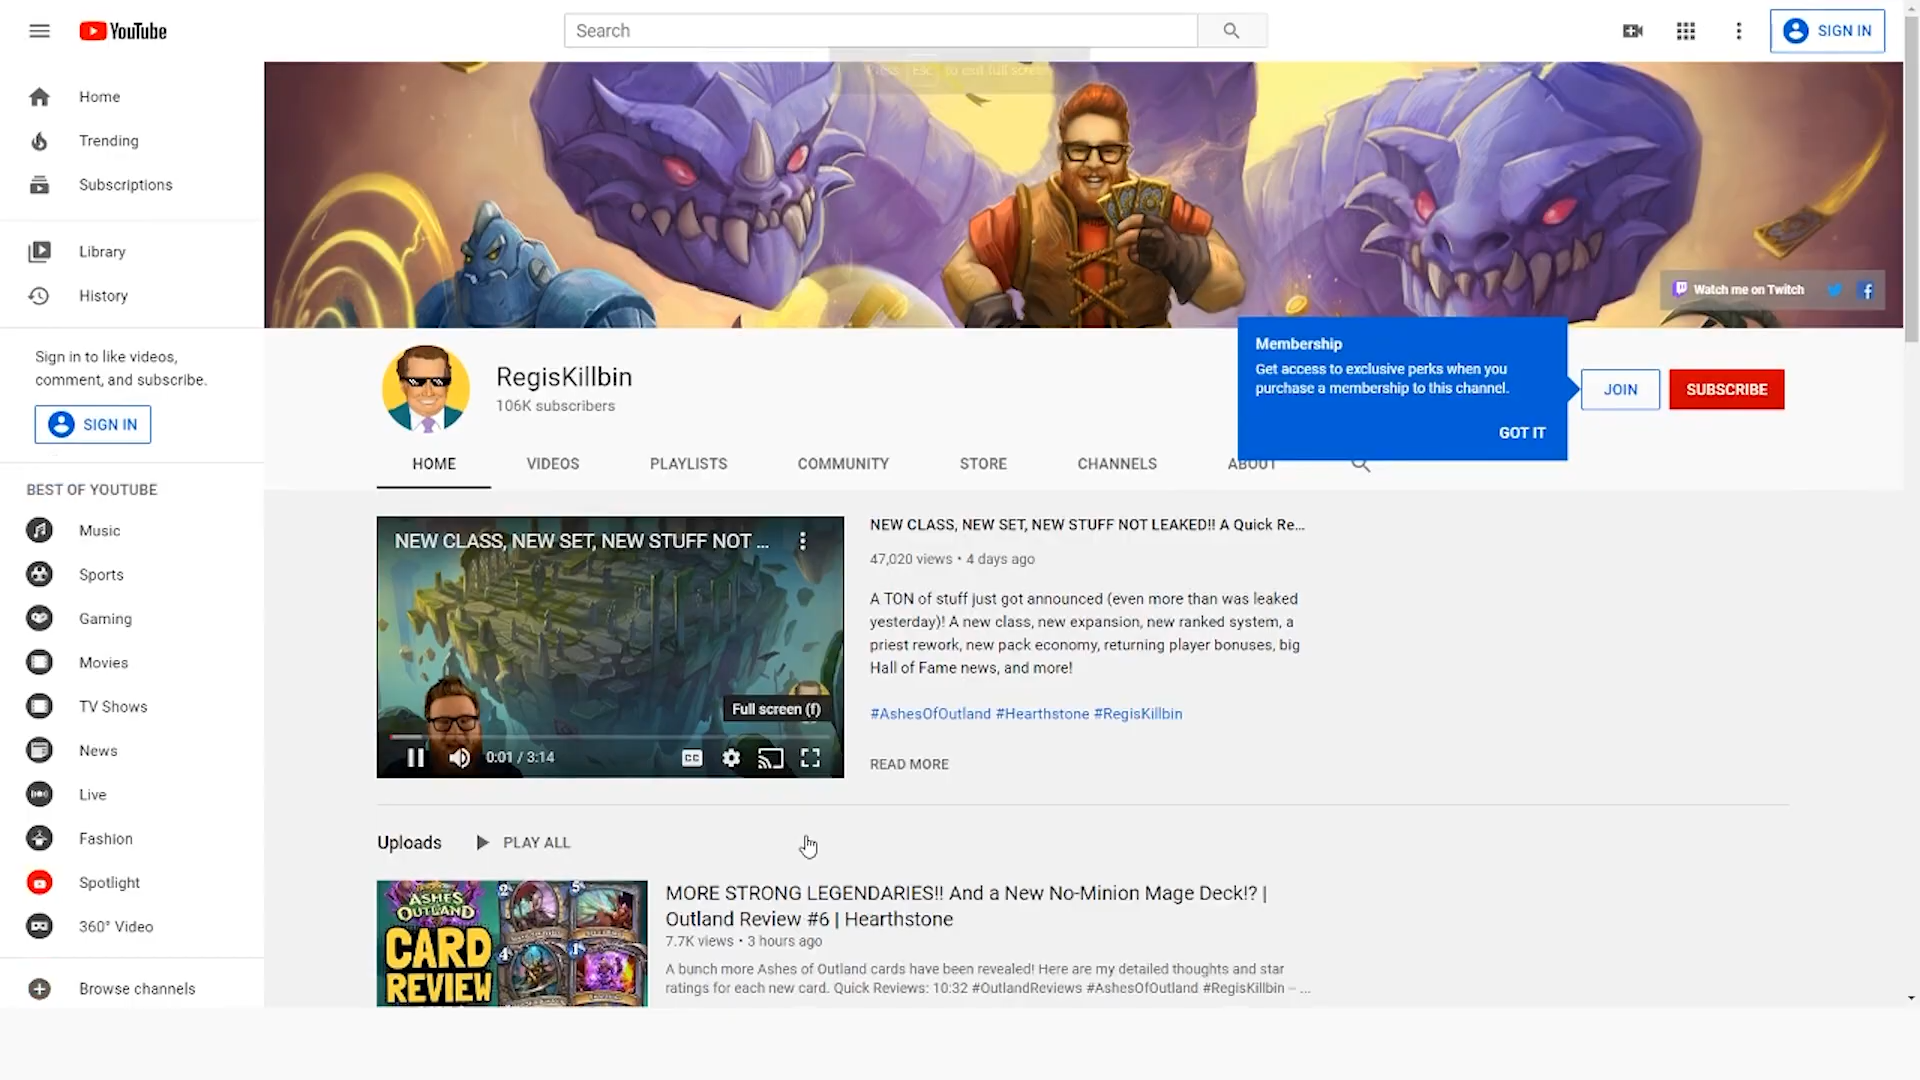 YouTube
Search
SIGN IN
Press Esc to exit full screen
Home
Trending
Subscriptions
Library
History
Sign in to like videos,
comment, and subscribe.
SIGN IN
BEST OF YOUTUBE
Music
Sports
Gaming
Movies
TV Shows
News
Live
Fashion
Spotlight
360° Video
Browse channels
Watch me on Twitch
RegisKillbin
106K subscribers
Membership
Get access to exclusive perks when you
purchase a membership to this channel.
GOT IT
JOIN
SUBSCRIBE
HOME
VIDEOS
PLAYLISTS
COMMUNITY
STORE
CHANNELS
ABOUT
NEW CLASS, NEW SET, NEW STUFF NOT ...
Full screen (f)
0:01 / 3:14
CC
NEW CLASS, NEW SET, NEW STUFF NOT LEAKED!! A Quick Re...
47,020 views • 4 days ago
A TON of stuff just got announced (even more than was leaked
yesterday)! A new class, new expansion, new ranked system, a
priest rework, new pack economy, returning player bonuses, big
Hall of Fame news, and more!
#AshesOfOutland #Hearthstone #RegisKillbin
READ MORE
Uploads
PLAY ALL
ASHES
OUTLAND
CARD
REVIEW
MORE STRONG LEGENDARIES!! And a New No-Minion Mage Deck!? |
Outland Review #6 | Hearthstone
7.7K views • 3 hours ago
A bunch more Ashes of Outland cards have been revealed! Here are my detailed thoughts and star
ratings for each new card. Quick Reviews: 10:32 #OutlandReviews #AshesOfOutland #RegisKillbin – ...